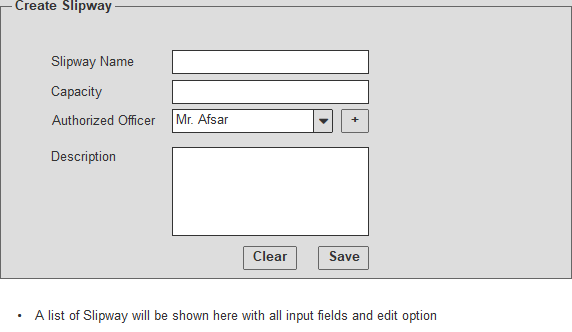 Create Slipway
Slipway Name
Capacity
Authorized Officer Mr. Afsar +
Description
Clear Save
• A list of Slipway will be shown here with all input fields and edit option